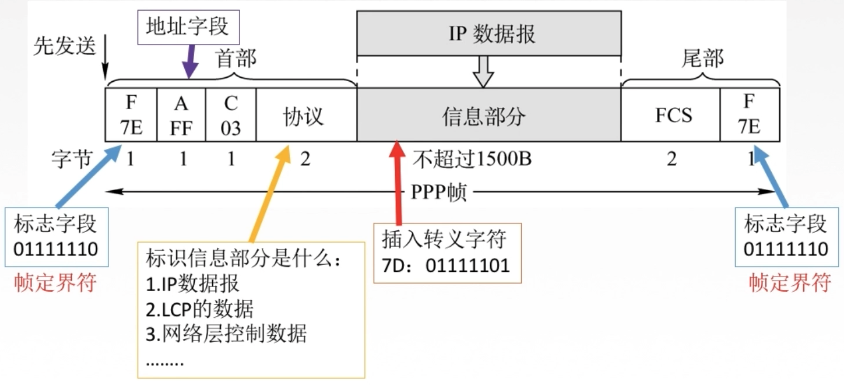 地址字段
IP 数据报
先发送
首部
尾部
F
7E
A
FF
C
03
协议
信息部分
FCS
F
7E
字节
1
1
1
2
不超过1500B
2
1
PPP帧
标志字段
01111110
帧定界符
标识信息部分是什么：
1.IP数据报
2.LCP的数据
3.网络层控制数据
........
插入转义字符
7D：01111101
标志字段
01111110
帧定界符